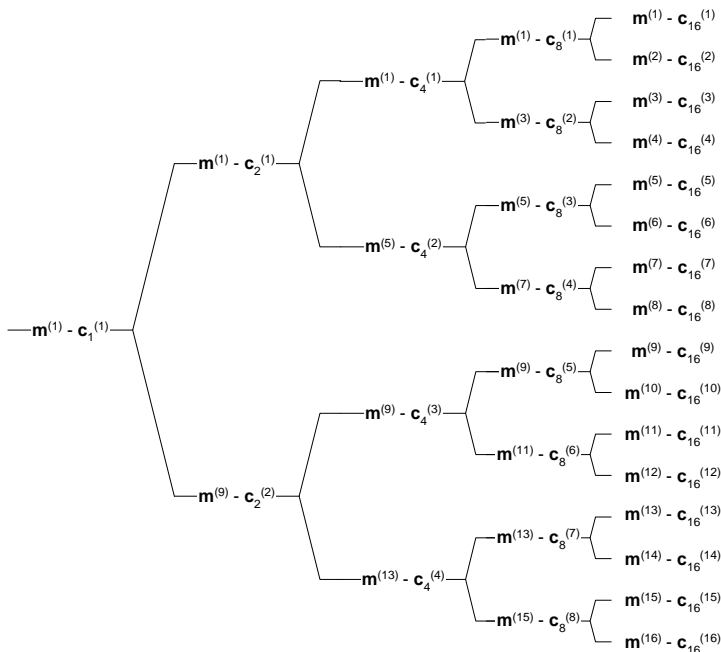 m(1) - c1(1)
m(1) - c2(1)
m(9) - c2(2)
m(1) - c4(1)
m(5) - c4(2)
m(9) - c4(3)
m(13) - c4(4)
m(1) - c8(1)
m(3) - c8(2)
m(5) - c8(3)
m(7) - c8(4)
m(9) - c8(5)
m(11) - c8(6)
m(13) - c8(7)
m(15) - c8(8)
m(1) - c16(1)
m(2) - c16(2)
m(3) - c16(3)
m(4) - c16(4)
m(5) - c16(5)
m(6) - c16(6)
m(7) - c16(7)
m(8) - c16(8)
m(9) - c16(9)
m(10) - c16(10)
m(11) - c16(11)
m(12) - c16(12)
m(13) - c16(13)
m(14) - c16(14)
m(15) - c16(15)
m(16) - c16(16)